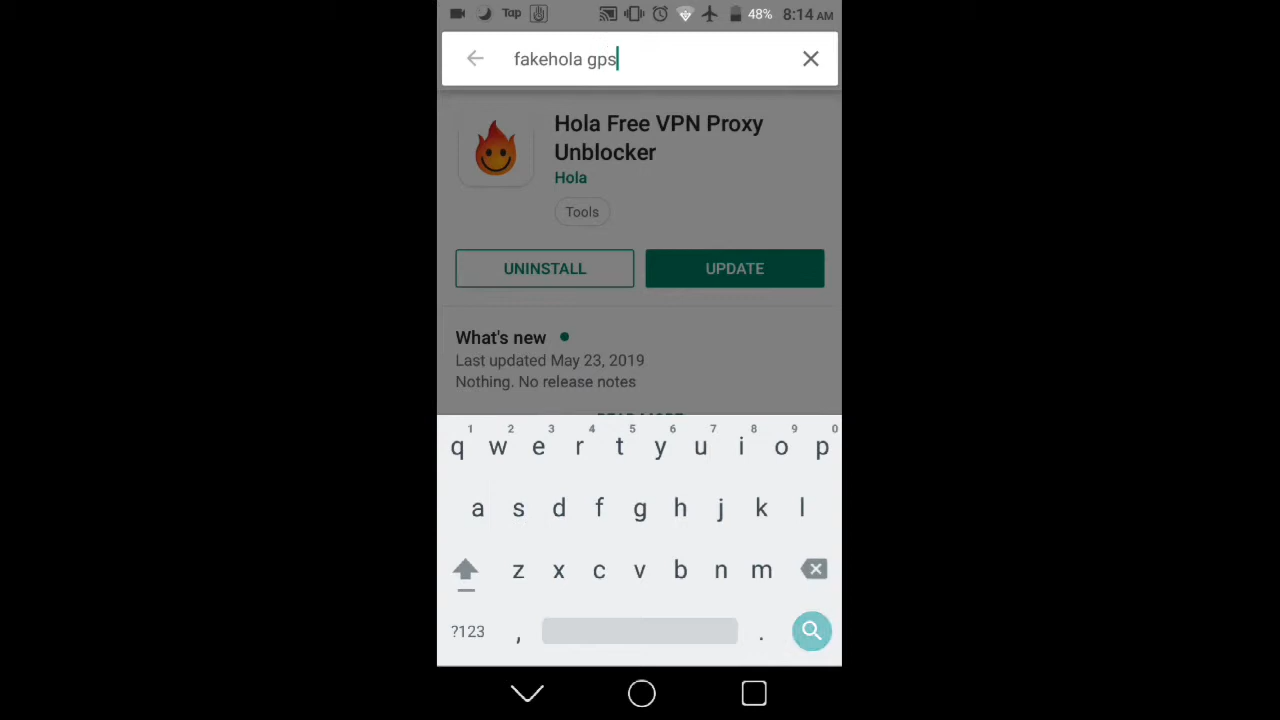 Tap 48% 8:14 AM
fakehola gps
Hola Free VPN Proxy
Unblocker
Hola
Tools
UNINSTALL UPDATE
What's new
Last updated May 23, 2019
Nothing. No release notes
READ MORE
1 2 3 4 5 6 7 8 9 0
q w e r t y u i o p
a s d f g h j k l
z x c v b n m
?123 , .